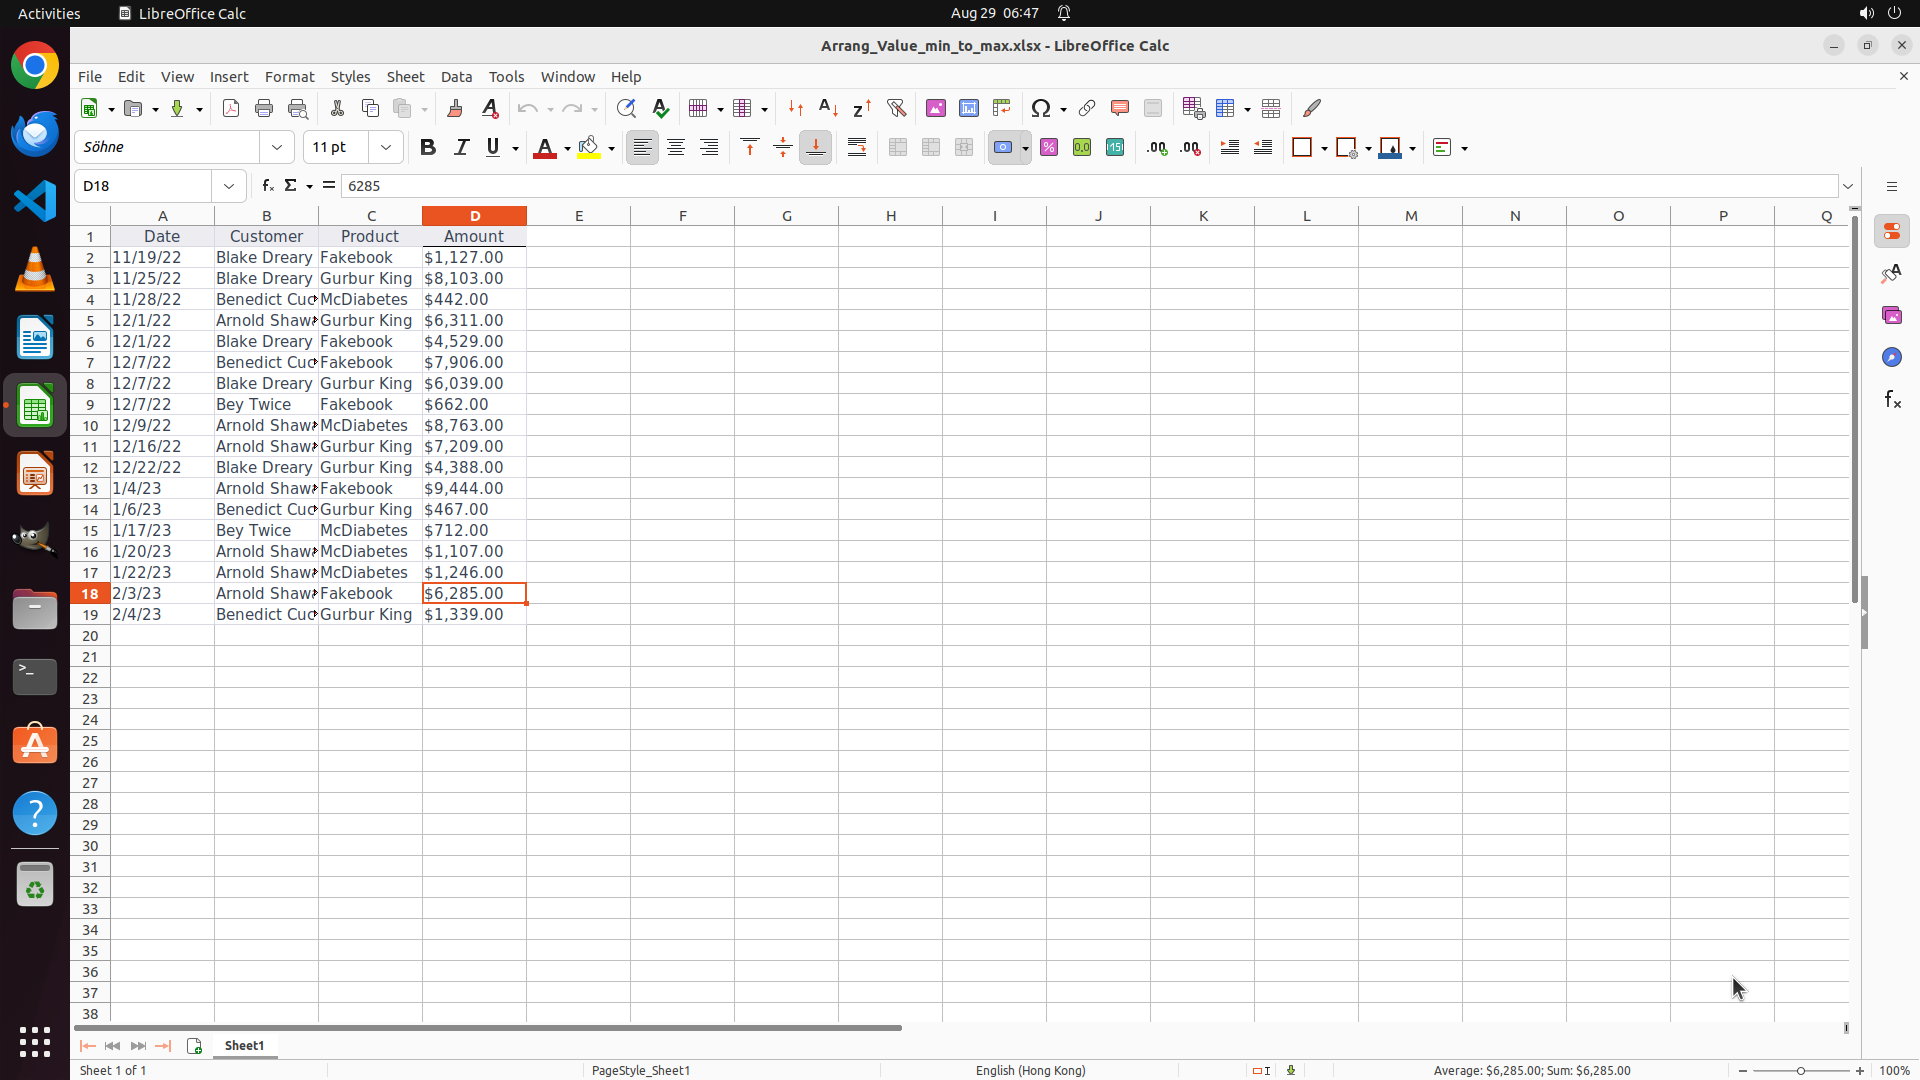 Activities LibreOffice Calc Aug 29 06:47
Arrang_Value_min_to_max.xlsx - LibreOffice Calc
File Edit View Insert Format Styles Sheet Data Tools Window Help
Söhne 11 pt
D18 6285
A B C D E F G H I J K L M N O P Q
1 Date Customer Product Amount
2 11/19/22 Blake Dreary Fakebook $1,127.00
3 11/25/22 Blake Dreary Gurbur King $8,103.00
4 11/28/22 Benedict Cuc McDiabetes $442.00
5 12/1/22 Arnold Shaw Gurbur King $6,311.00
6 12/1/22 Blake Dreary Fakebook $4,529.00
7 12/7/22 Benedict Cuc Fakebook $7,906.00
8 12/7/22 Blake Dreary Gurbur King $6,039.00
9 12/7/22 Bey Twice Fakebook $662.00
10 12/9/22 Arnold Shaw McDiabetes $8,763.00
11 12/16/22 Arnold Shaw Gurbur King $7,209.00
12 12/22/22 Blake Dreary Gurbur King $4,388.00
13 1/4/23 Arnold Shaw Fakebook $9,444.00
14 1/6/23 Benedict Cuc Gurbur King $467.00
15 1/17/23 Bey Twice McDiabetes $712.00
16 1/20/23 Arnold Shaw McDiabetes $1,107.00
17 1/22/23 Arnold Shaw McDiabetes $1,246.00
18 2/3/23 Arnold Shaw Fakebook $6,285.00
19 2/4/23 Benedict Cuc Gurbur King $1,339.00
20
21
22
23
24
25
26
27
28
29
30
31
32
33
34
35
36
37
38
Sheet1
Sheet 1 of 1 PageStyle_Sheet1 English (Hong Kong) Average: $6,285.00; Sum: $6,285.00 100%